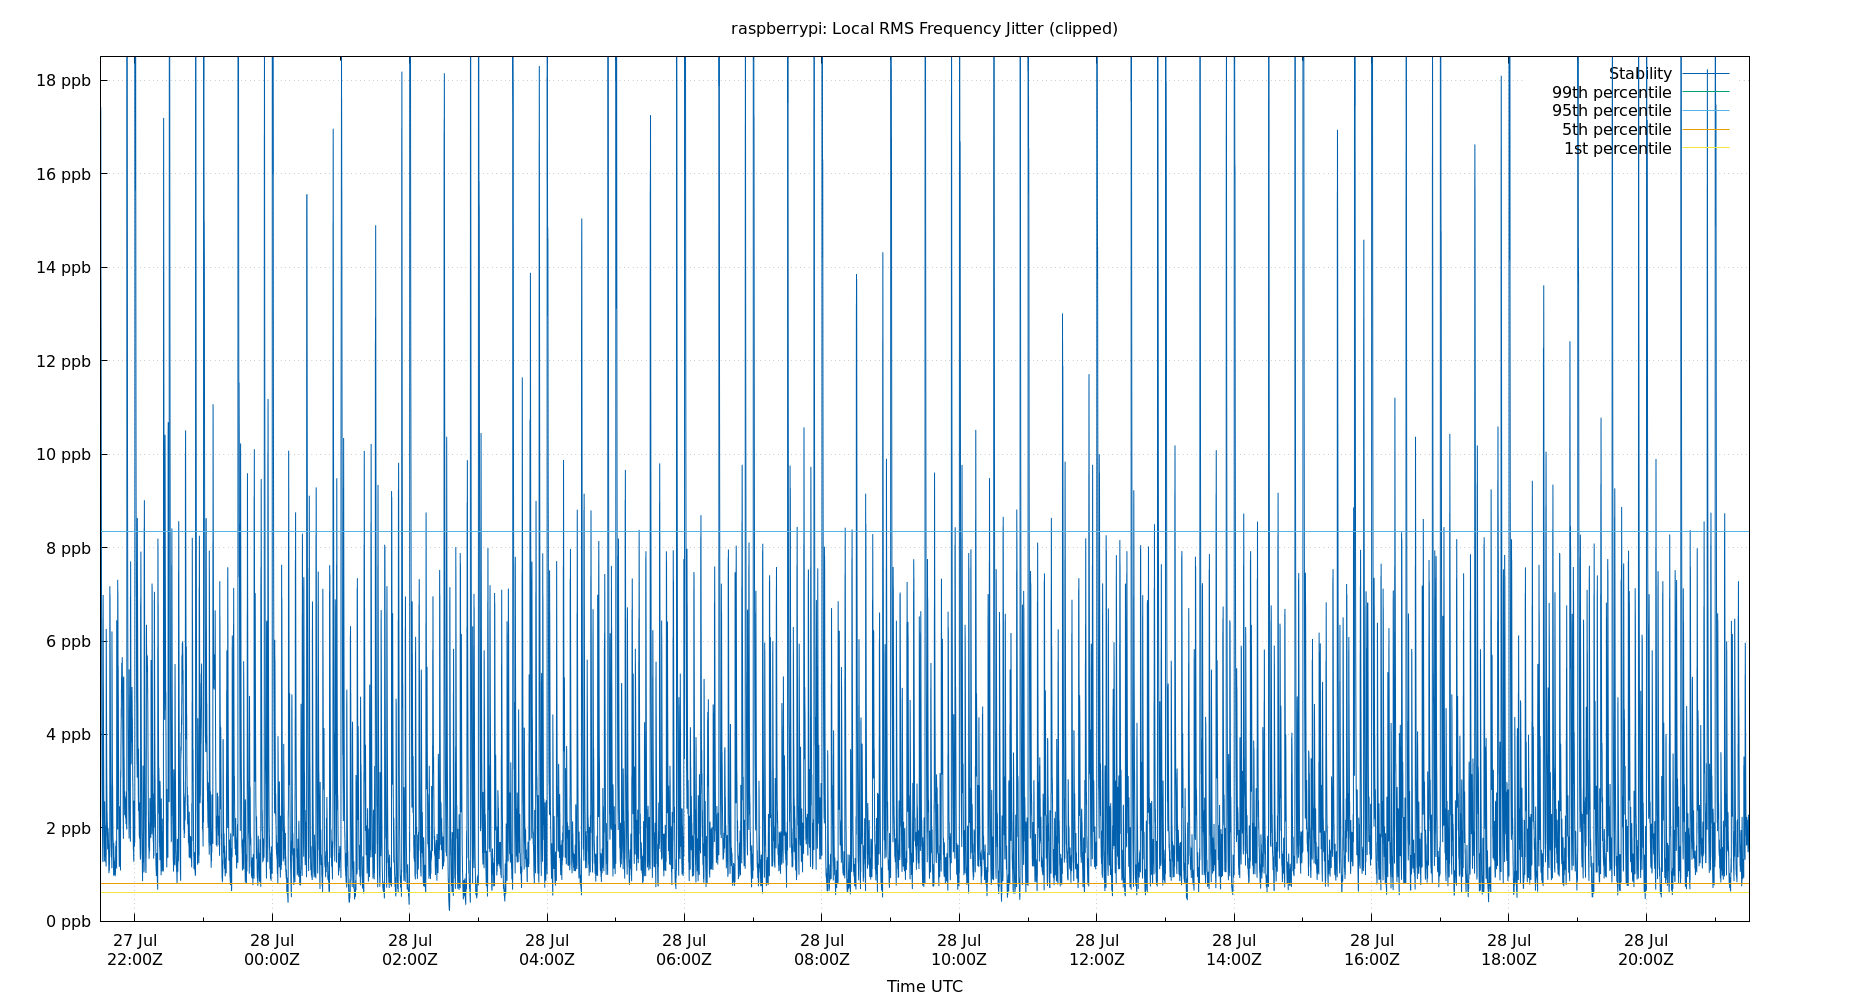 raspberrypi: Local RMS Frequency Jitter (clipped)
18 ppb
16 ppb
14 ppb
12 ppb
10 ppb
8 ppb
6 ppb
4 ppb
2 ppb
0 ppb
Stability
99th percentile
95th percentile
5th percentile
1st percentile
27 Jul 28 Jul 28 Jul 28 Jul 28 Jul 28 Jul 28 Jul 28 Jul 28 Jul 28 Jul 28 Jul 28 Jul
22:00Z 00:00Z 02:00Z 04:00Z 06:00Z 08:00Z 10:00Z 12:00Z 14:00Z 16:00Z 18:00Z 20:00Z
Time UTC